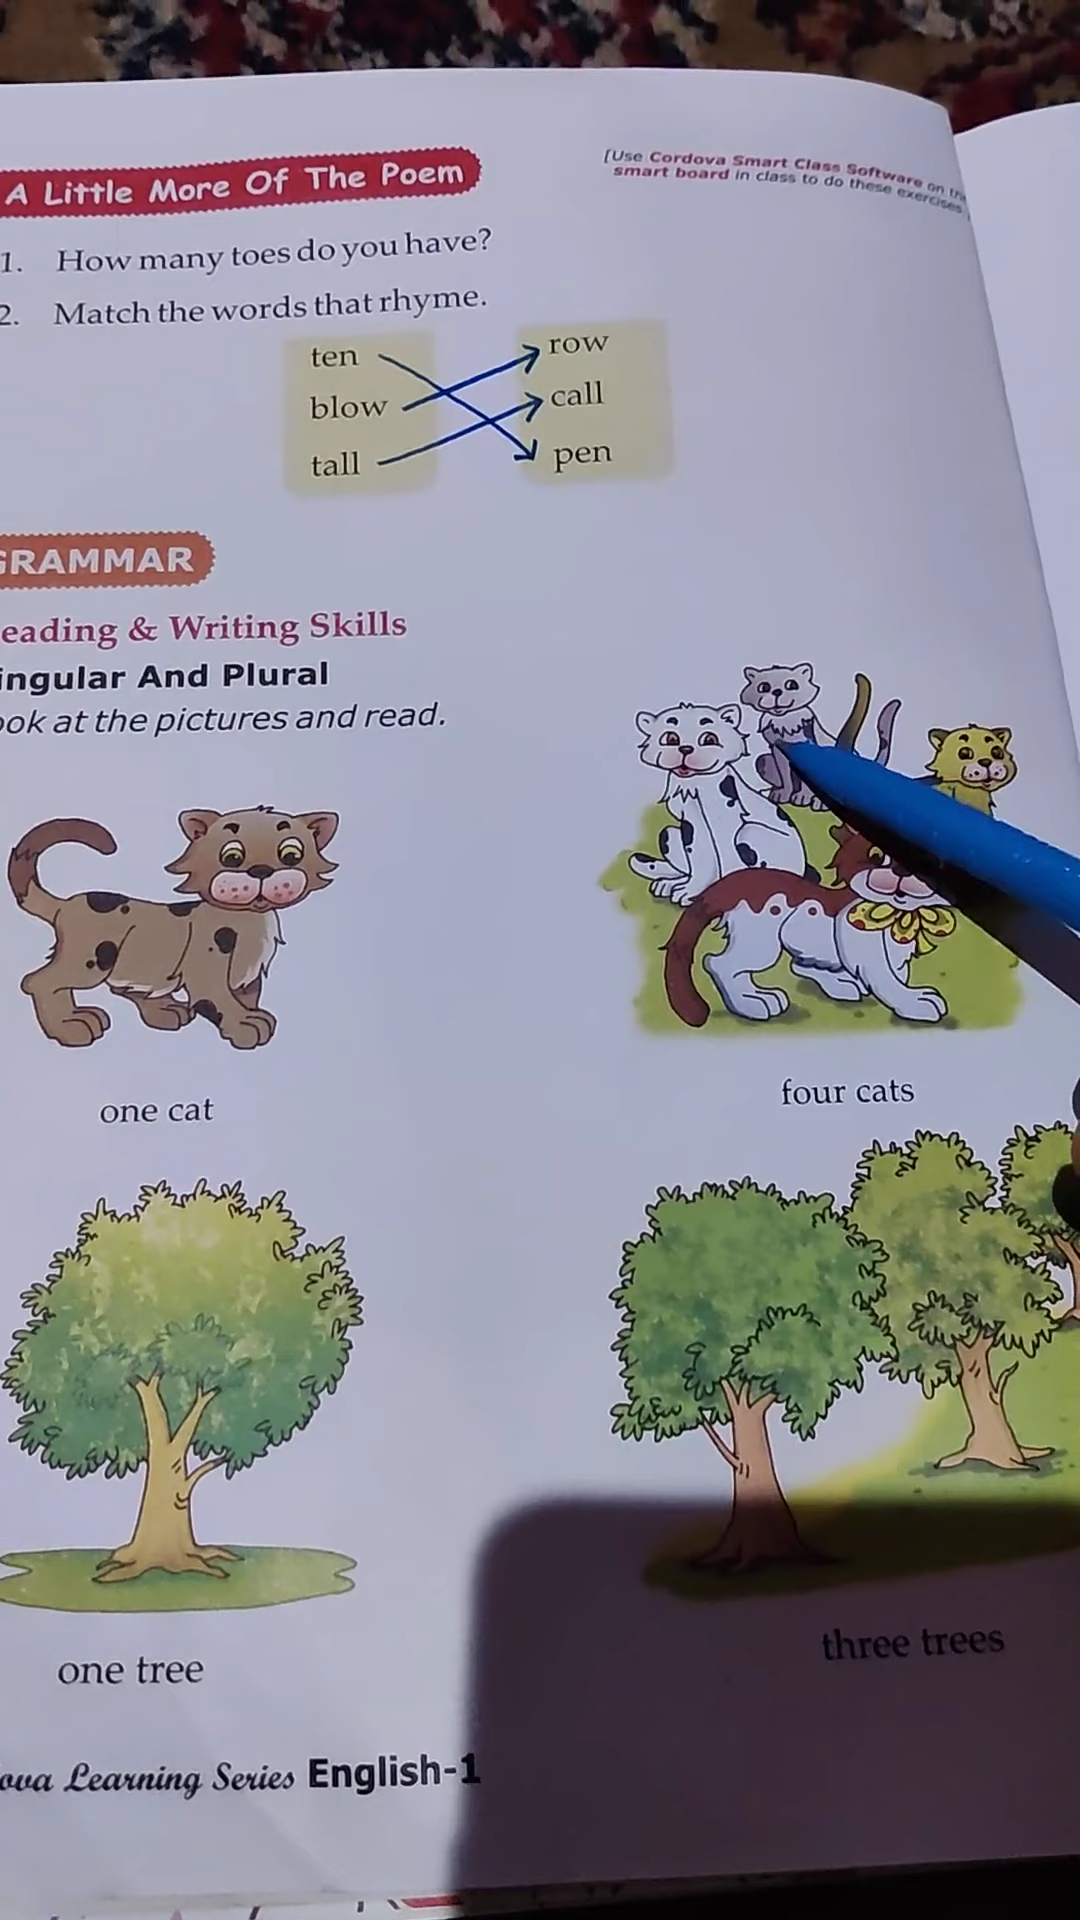 A Little More Of The Poem
[Use Cordova Smart Class Software on the
smart board in class to do these exercises
1. How many toes do you have?
2. Match the words that rhyme.
ten row
blow call
tall pen
GRAMMAR
eading & Writing Skills
ingular And Plural
ook at the pictures and read.
one cat four cats
one tree three trees
ova Learning Series English-1